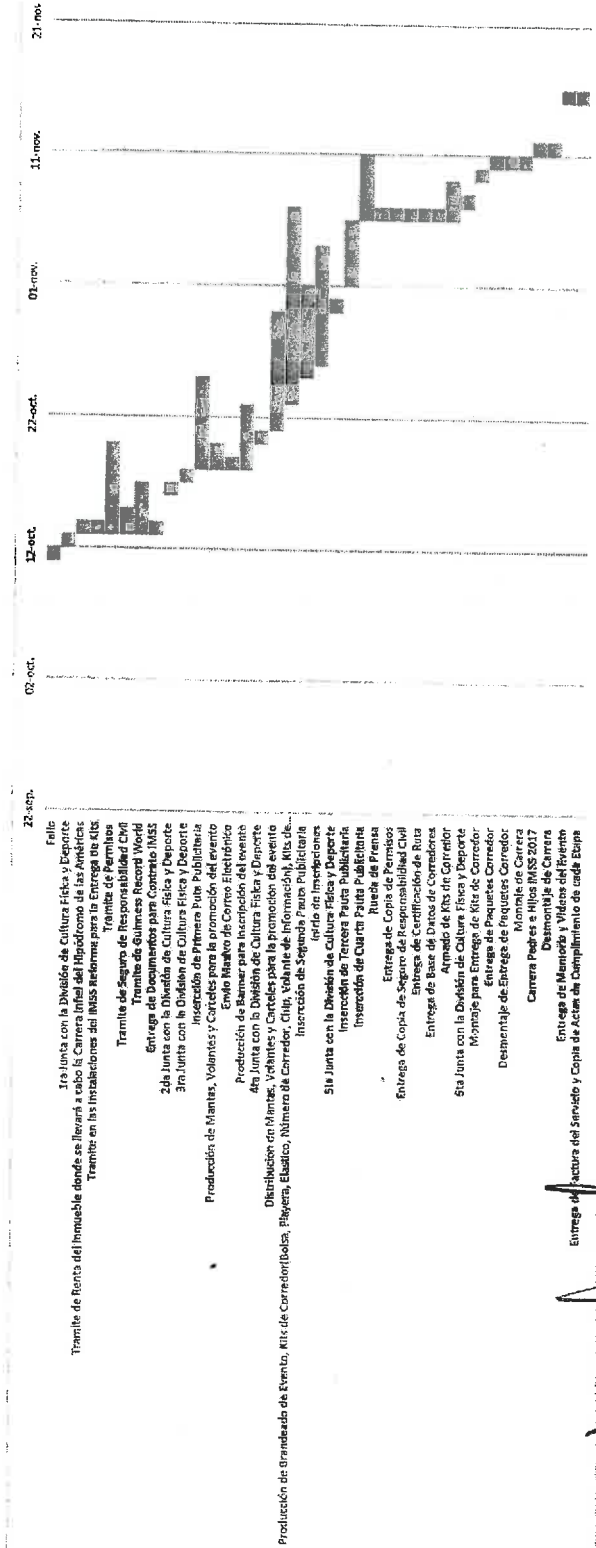 22-sep.
02-oct.
12-oct.
22-oct.
01-nov.
11-nov.
21-nov.
Fallo
1ra Junta con la División de Cultura Física y Deporte
Tramite de Renta del Inmueble donde se llevará a cabo la Carrera Infiel del Hipódromo de las Américas
Tramite en las Instalaciones del IMSS Reforma para la Entrega de Kits
Tramite de Permisos
Tramite de Seguro de Responsabilidad Civil
Tramite de Guinness Record World
Entrega de Documentos para Contrato IMSS
2da Junta con la División de Cultura Física y Deporte
3ra Junta con la División de Cultura Física y Deporte
Inserción de Primera Puta Publicitaria
Producción de Mantas, Volantes y Carteles para la promoción del evento
Envío Masivo de Correo Electrónico
Producción de Banner para Inscripción del evento
4ta Junta con la División de Cultura Física y Deporte
Distribución de Mantas, Volantes y Carteles para la promoción del evento
Producción de Brandeado de Evento, Kits de Corredor(Bolsa, Playera, Elastico, Número de Corredor, Chip, Volante de Información), Kits de...
Inserción de Segunda Pauta Publicitaria
Inicio de Inscripciones
5ta Junta con la División de Cultura Física y Deporte
Inserción de Tercera Pauta Publicitaria
Inserción de Cuarta Pauta Publicitaria
Rueda de Prensa
Entrega de Copia de Permisos
Entrega de Copia de Seguro de Responsabilidad Civil
Entrega de Certificación de Ruta
Entrega de Base de Datos de Corredores
Armado de Kits de Corredor
6ta Junta con la División de Cultura Física y Deporte
Montaje para Entrega de Kits de Corredor
Entrega de Paquetes Corredor
Desmontaje de Entrega de Paquetes Corredor
Montaje de Carrera
Carrera Padres e Hijos IMSS 2017
Desmontaje de Carrera
Entrega de Memoria y Videos del Evento
Entrega de Factura del Servicio y Copia de Actas de Cumplimiento de cada Etapa